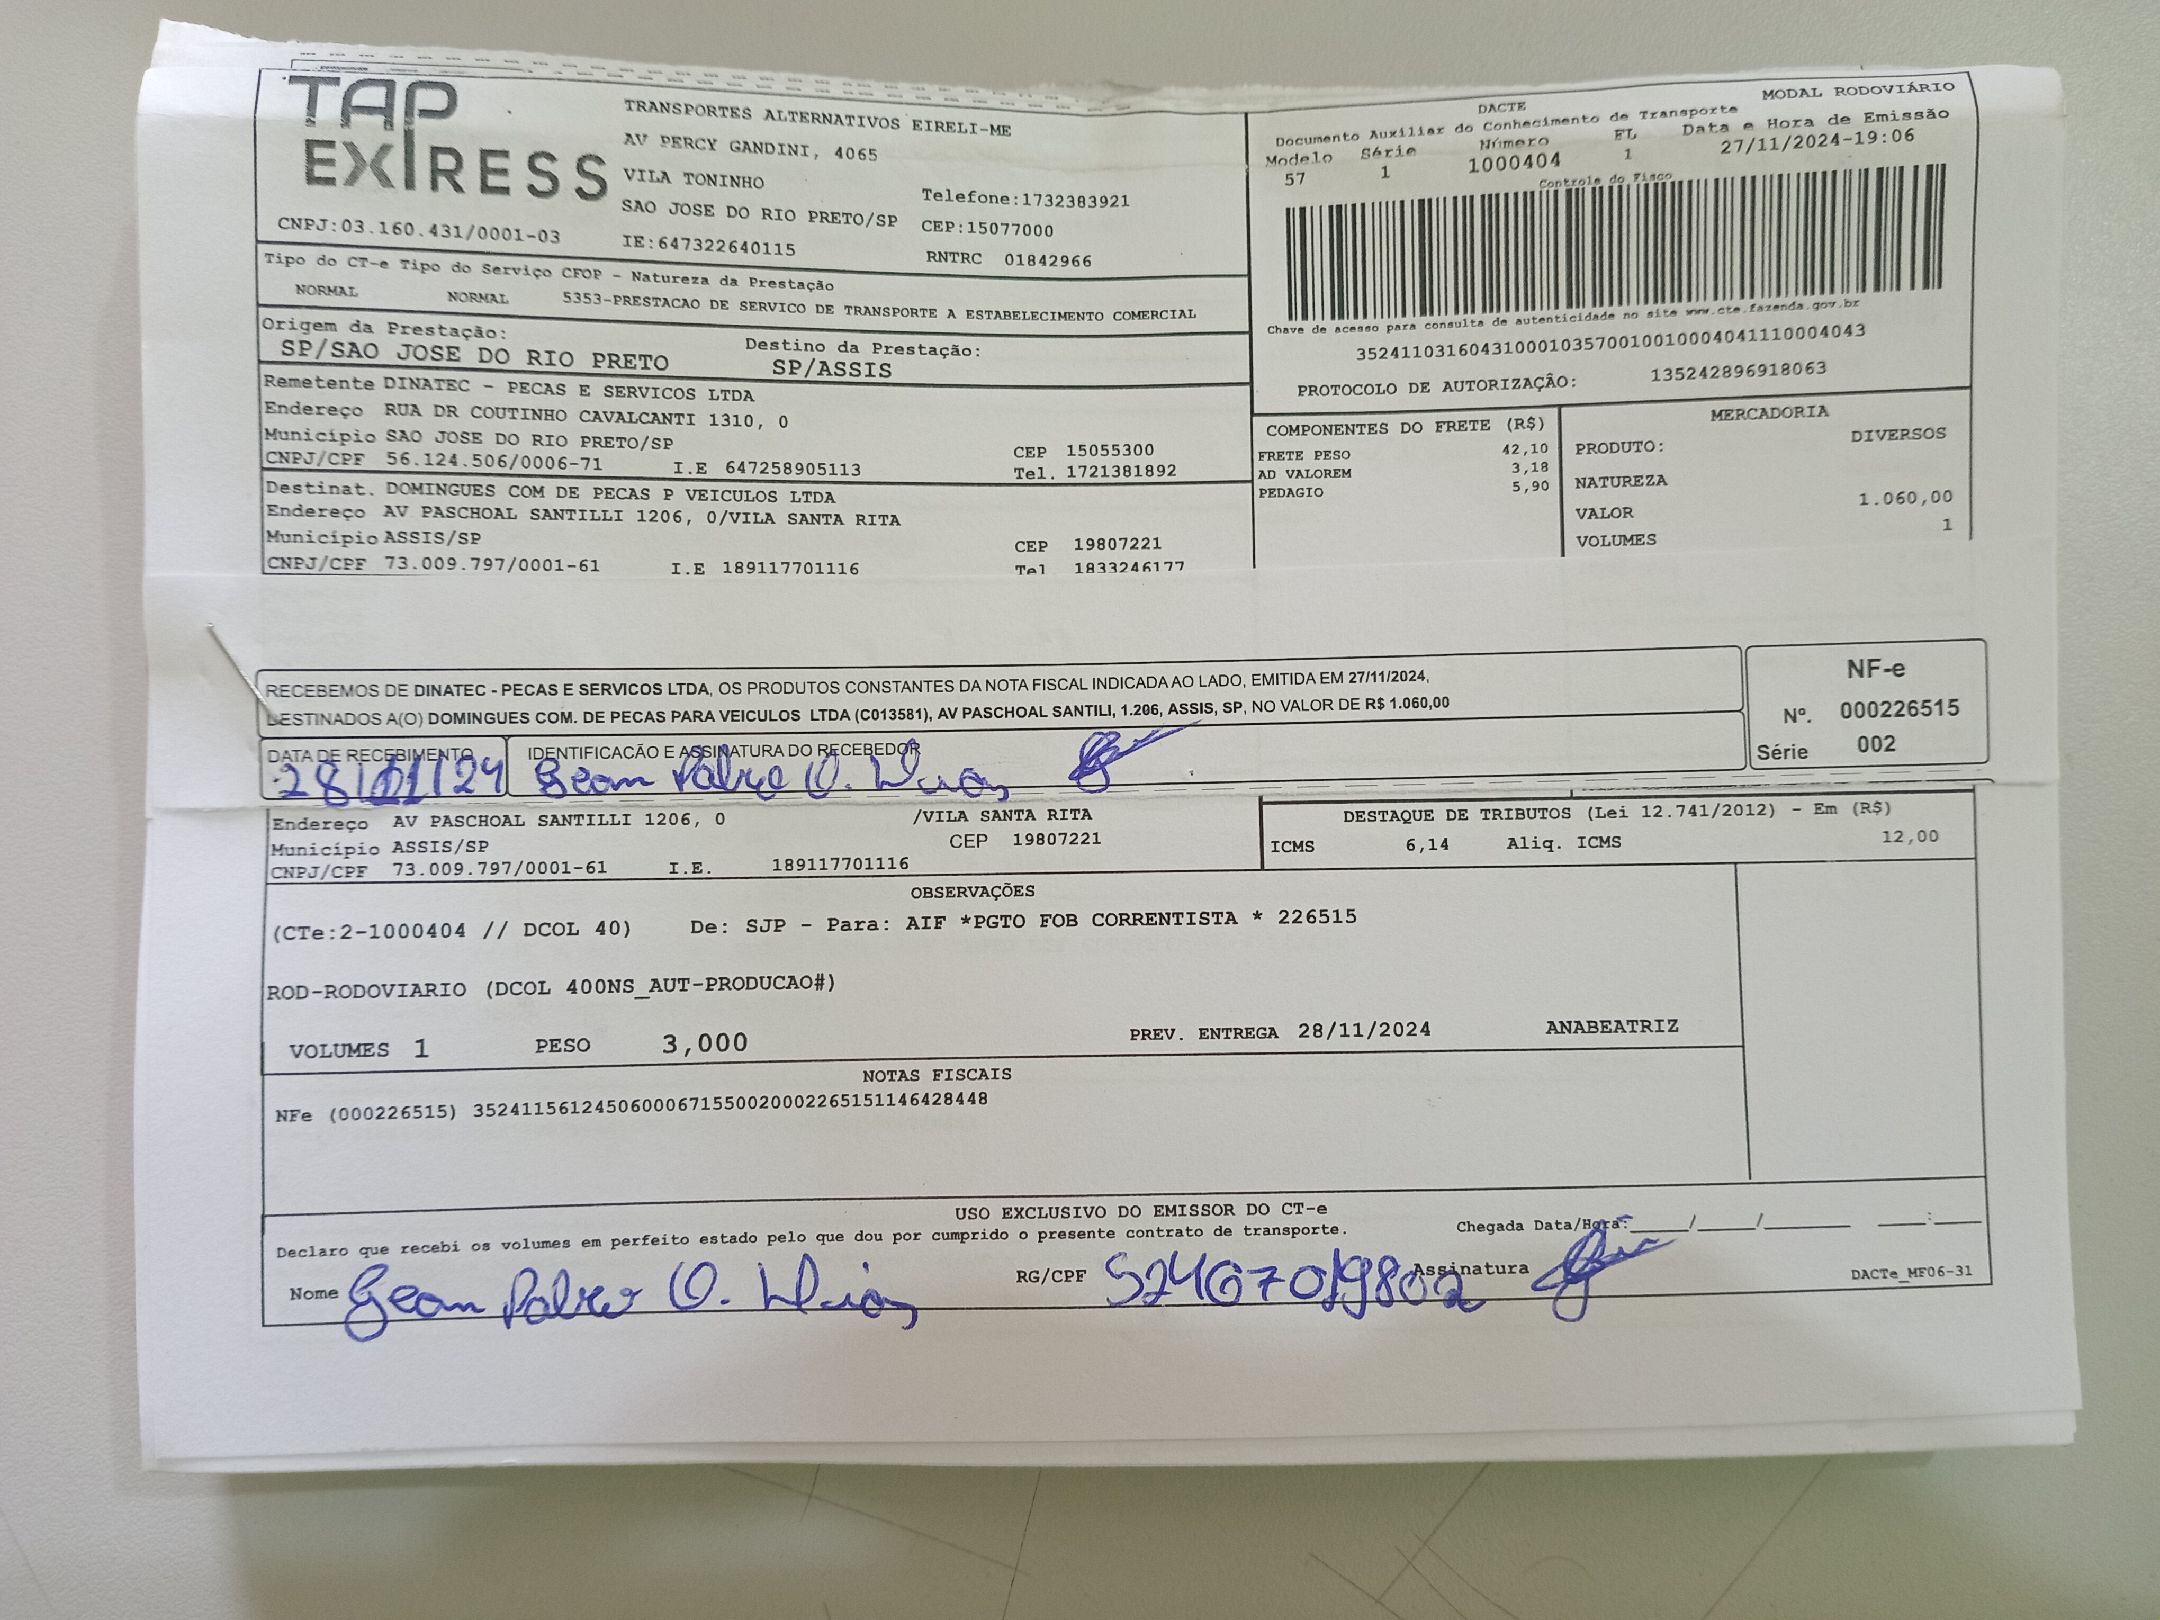 TAP
EXPRESS
TRANSPORTES ALTERNATIVOS EIRELI-ME
AV PERCY GANDINI, 4065
VILA TONINHO
SAO JOSE DO RIO PRETO/SP
Telefone:1732383921
CEP:15077000
CNPJ:03.160.431/0001-03
IE:647322640115
RNTRC 01842966
MODAL RODOVIÁRIO
DACTE
Documento Auxiliar do Conhecimento de Transporte
Modelo Série Número FL Data e Hora de Emissão
57 1 1000404 1 27/11/2024-19:06
Controle do Fisco
Chave de acesso para consulta de autenticidade no site www.cte.fazenda.gov.br
35241103160431000103570010010004041110004043
PROTOCOLO DE AUTORIZAÇÃO: 135242896918063
Tipo do CT-e Tipo do Serviço CFOP - Natureza da Prestação
NORMAL NORMAL 5353-PRESTACAO DE SERVICO DE TRANSPORTE A ESTABELECIMENTO COMERCIAL
Origem da Prestação:
SP/SAO JOSE DO RIO PRETO
Destino da Prestação:
SP/ASSIS
Remetente DINATEC - PECAS E SERVICOS LTDA
Endereço RUA DR COUTINHO CAVALCANTI 1310, 0
Município SAO JOSE DO RIO PRETO/SP CEP 15055300
CNPJ/CPF 56.124.506/0006-71 I.E 647258905113 Tel. 1721381892
Destinat. DOMINGUES COM DE PECAS P VEICULOS LTDA
Endereço AV PASCHOAL SANTILLI 1206, 0/VILA SANTA RITA
Município ASSIS/SP CEP 19807221
CNPJ/CPF 73.009.797/0001-61 I.E 189117701116 Tel 1833246177
COMPONENTES DO FRETE (R$)
FRETE PESO 42,10
AD VALOREM 3,18
PEDAGIO 5,90
MERCADORIA
PRODUTO: DIVERSOS
NATUREZA
VALOR 1.060,00
VOLUMES 1
RECEBEMOS DE DINATEC - PECAS E SERVICOS LTDA, OS PRODUTOS CONSTANTES DA NOTA FISCAL INDICADA AO LADO, EMITIDA EM 27/11/2024,
DESTINADOS A(O) DOMINGUES COM. DE PECAS PARA VEICULOS LTDA (C013581), AV PASCHOAL SANTILI, 1.206, ASSIS, SP, NO VALOR DE R$ 1.060,00
NF-e
Nº. 000226515
Série 002
DATA DE RECEBIMENTO
28/11/24
IDENTIFICAÇÃO E ASSINATURA DO RECEBEDOR
Endereço AV PASCHOAL SANTILLI 1206, 0 /VILA SANTA RITA
Município ASSIS/SP CEP 19807221
CNPJ/CPF 73.009.797/0001-61 I.E. 189117701116
DESTAQUE DE TRIBUTOS (Lei 12.741/2012) - Em (R$)
ICMS 6,14 Aliq. ICMS 12,00
OBSERVAÇÕES
(CTe:2-1000404 // DCOL 40) De: SJP - Para: AIF *PGTO FOB CORRENTISTA * 226515
ROD-RODOVIARIO (DCOL 400NS_AUT-PRODUCAO#)
VOLUMES 1 PESO 3,000 PREV. ENTREGA 28/11/2024 ANABEATRIZ
NOTAS FISCAIS
NFe (000226515) 35241156124506000671550020002265151146428448
USO EXCLUSIVO DO EMISSOR DO CT-e
Declaro que recebi os volumes em perfeito estado pelo que dou por cumprido o presente contrato de transporte.
Chegada Data/Hora:_____/_____/________ ____:____
Nome
RG/CPF
Assinatura
DACTe_MF06-31